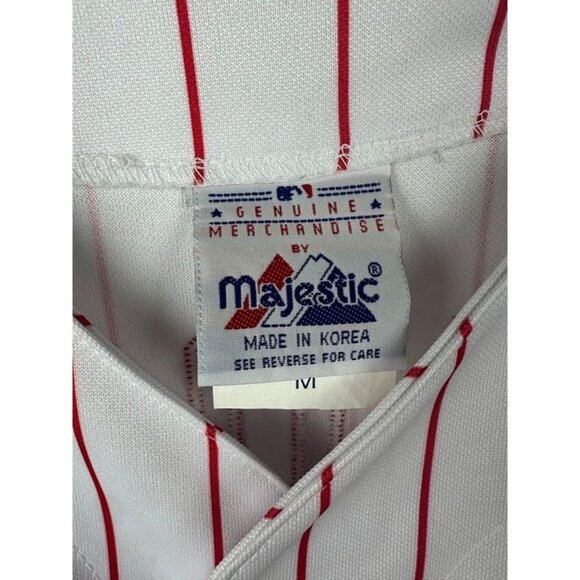 GENUINE
MERCHANDISE
BY
Majestic®
MADE IN KOREA
SEE REVERSE FOR CARE
M